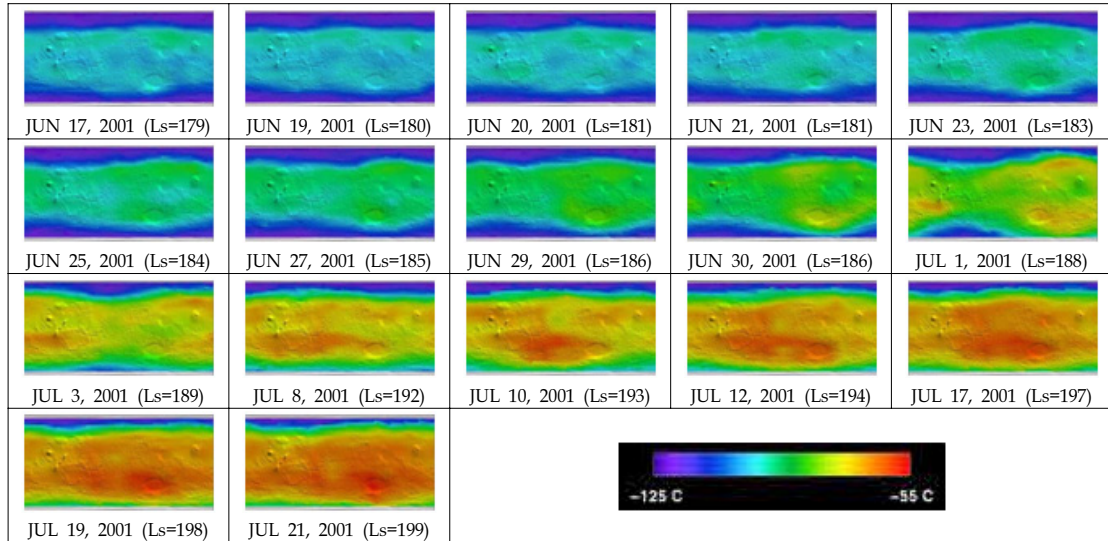 JUN 17, 2001 (Ls=179)
JUN 19, 2001 (Ls=180)
JUN 20, 2001 (Ls=181)
JUN 21, 2001 (Ls=181)
JUN 23, 2001 (Ls=183)
JUN 25, 2001 (Ls=184)
JUN 27, 2001 (Ls=185)
JUN 29, 2001 (Ls=186)
JUN 30, 2001 (Ls=186)
JUL 1, 2001 (Ls=188)
JUL 3, 2001 (Ls=189)
JUL 8, 2001 (Ls=192)
JUL 10, 2001 (Ls=193)
JUL 12, 2001 (Ls=194)
JUL 17, 2001 (Ls=197)
JUL 19, 2001 (Ls=198)
JUL 21, 2001 (Ls=199)
−125 C
−55 C